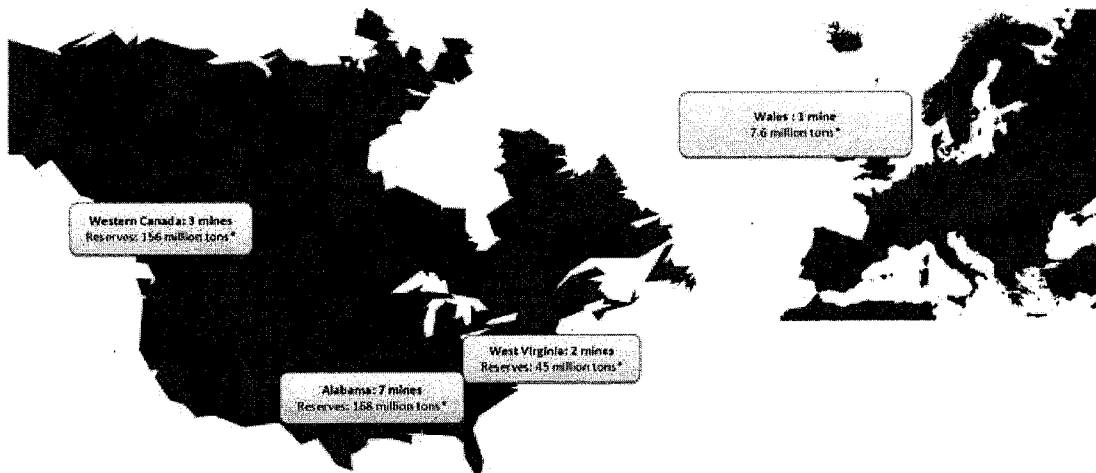 Wales : 1 mine
7.6 million tons*
Western Canada: 3 mines
Reserves: 156 million tons*
West Virginia: 2 mines
Reserves: 45 million tons*
Alabama: 7 mines
Reserves: 168 million tons*